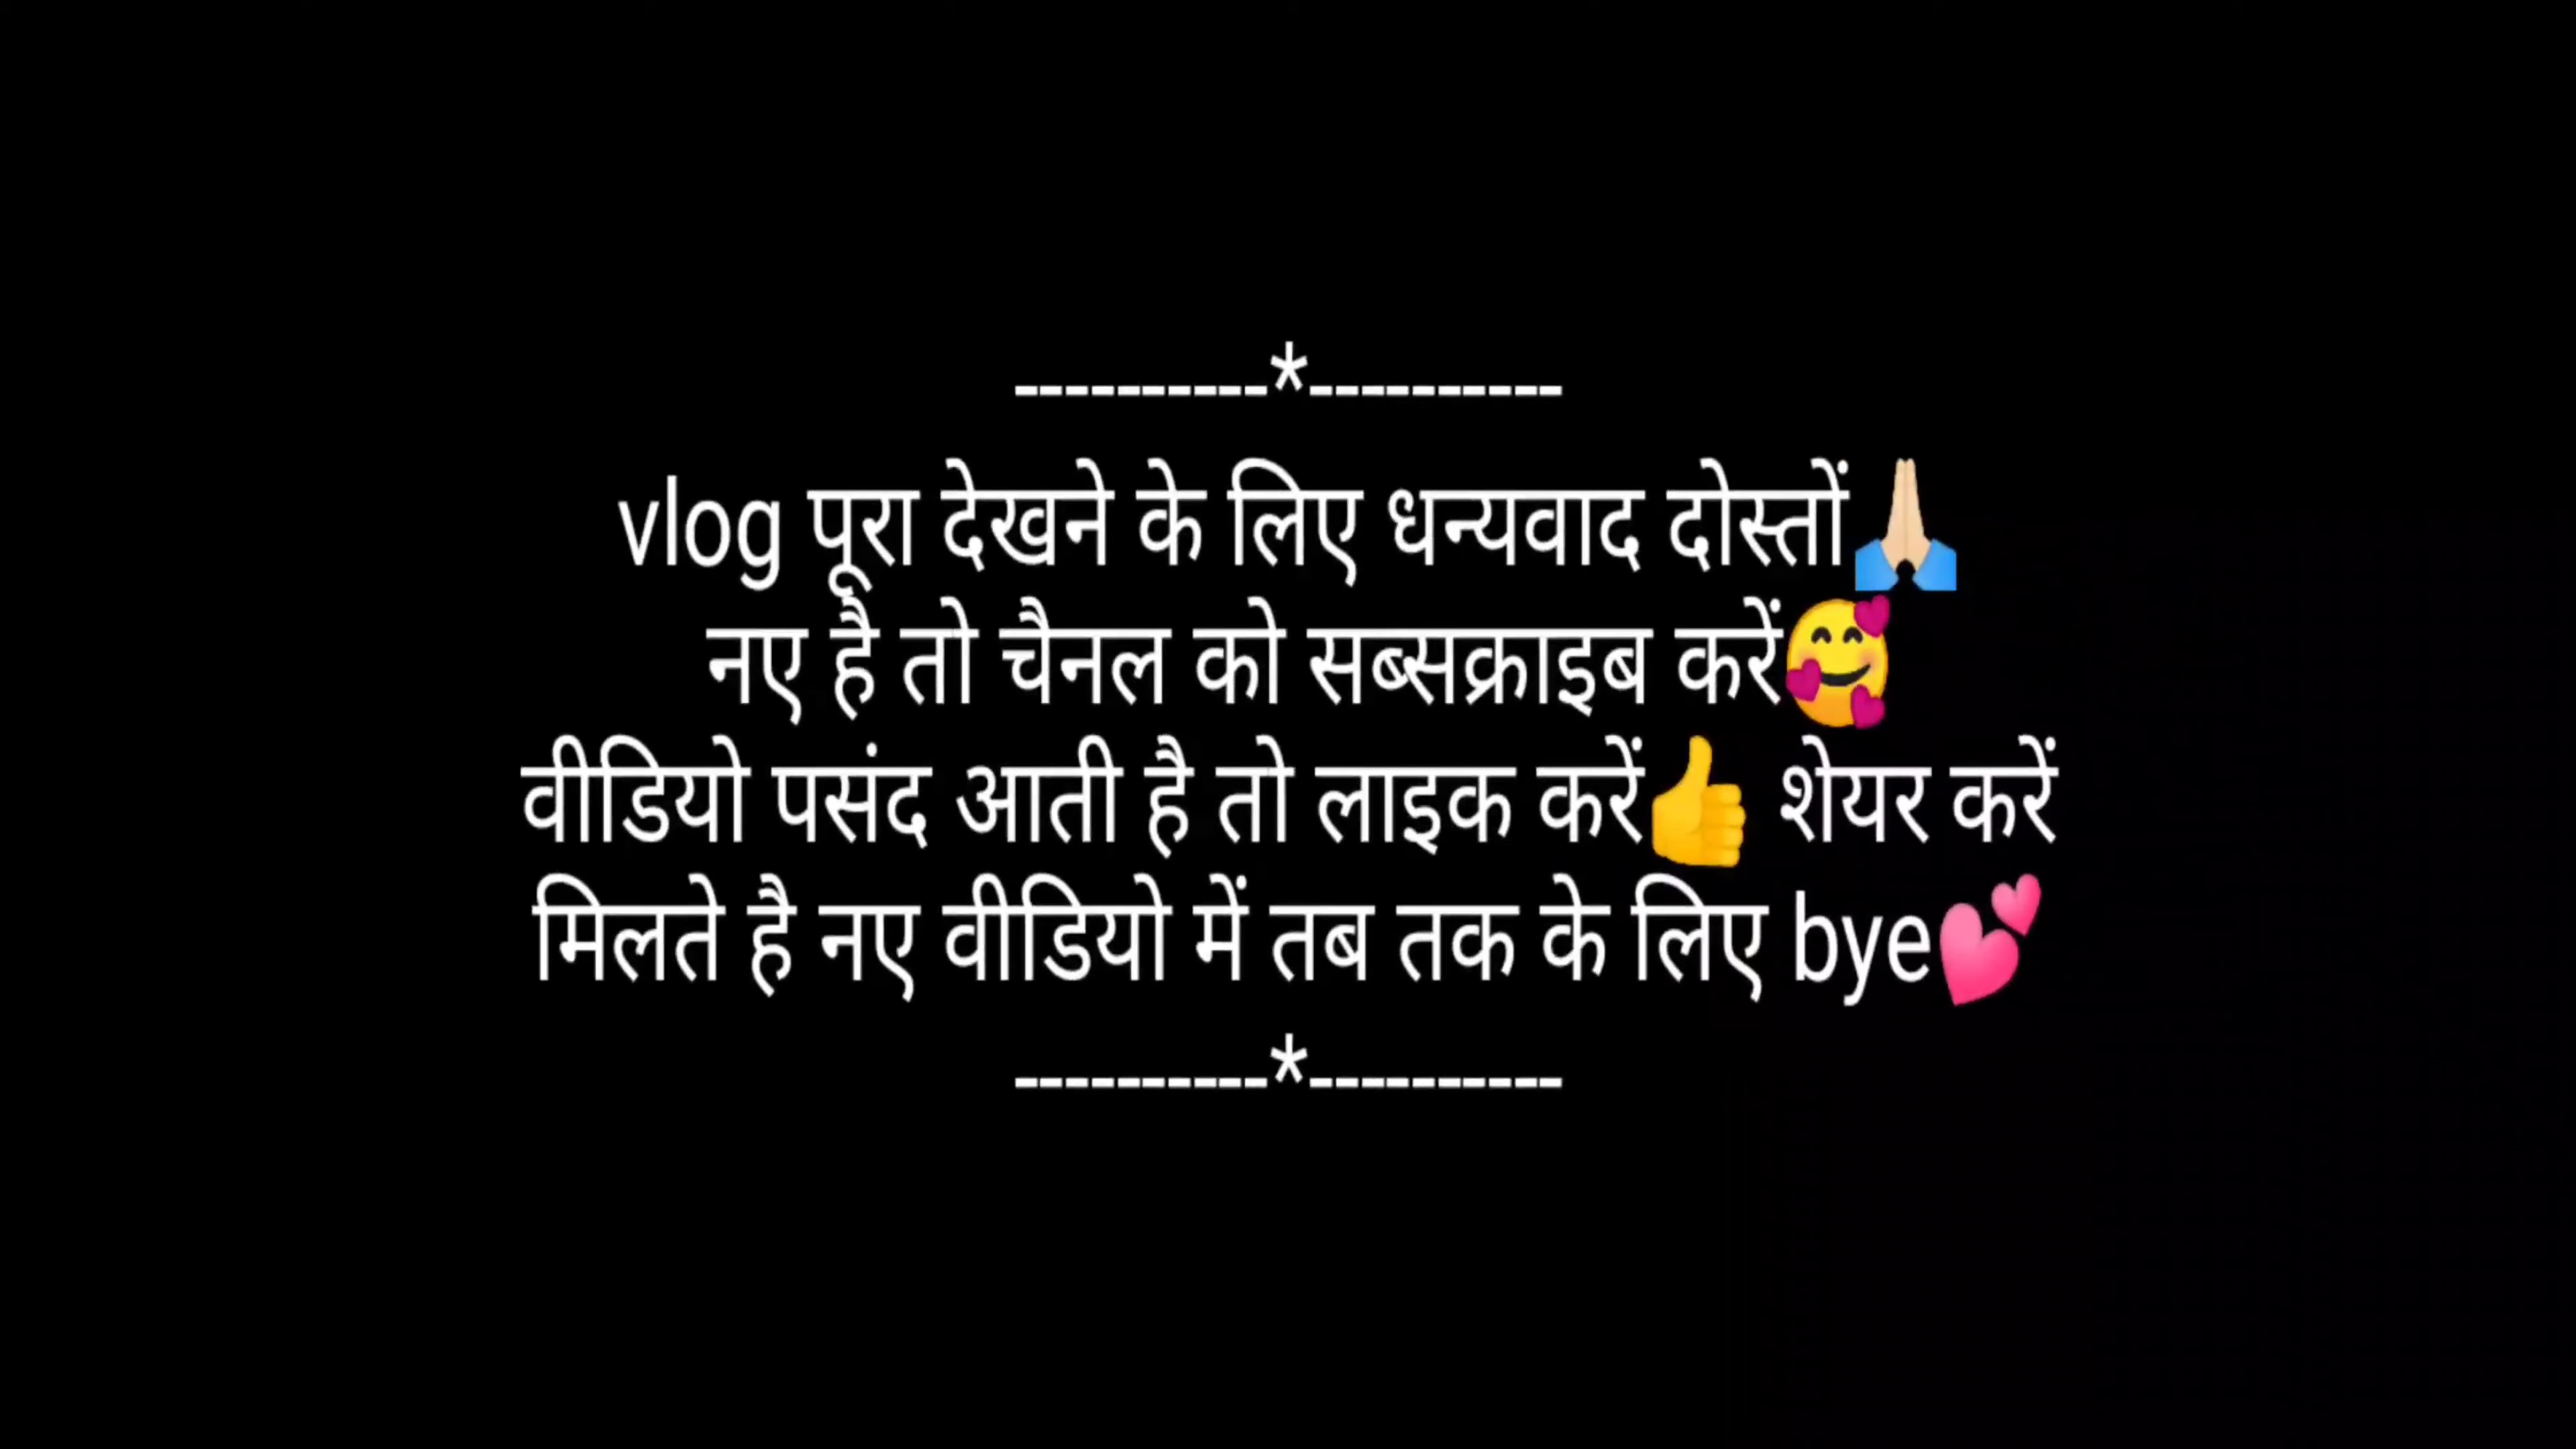 ----------*----------
vlog पूरा देखने के लिए धन्यवाद दोस्तों🙏🏻
नए है तो चैनल को सब्सक्राइब करें🥰
वीडियो पसंद आती है तो लाइक करें👍 शेयर करें
मिलते है नए वीडियो में तब तक के लिए bye💕
----------*----------